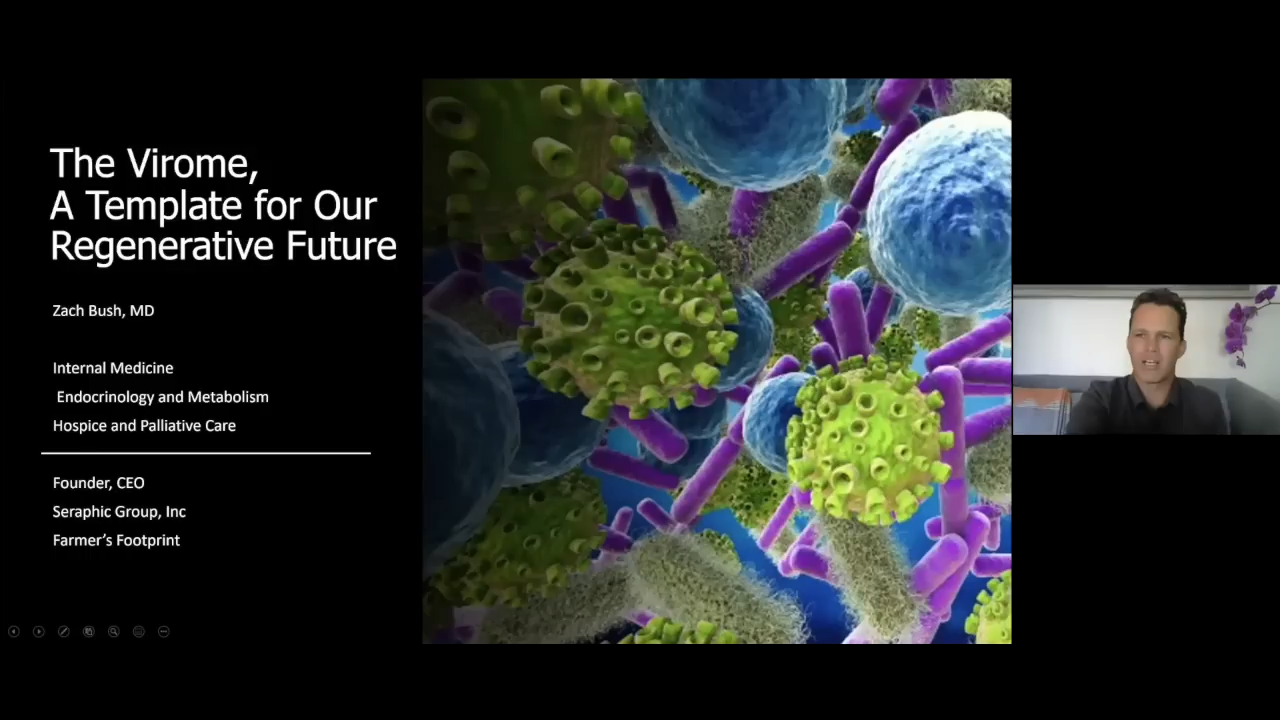 The Virome,
A Template for Our
Regenerative Future
Zach Bush, MD
Internal Medicine
Endocrinology and Metabolism
Hospice and Palliative Care
Founder, CEO
Seraphic Group, Inc
Farmer’s Footprint